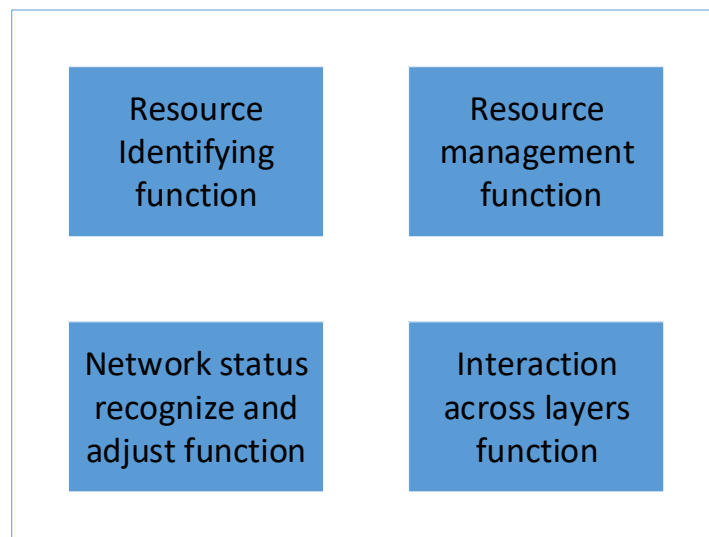 Resource
Identifying
function
Resource
management
function
Network status
recognize and
adjust function
Interaction
across layers
function